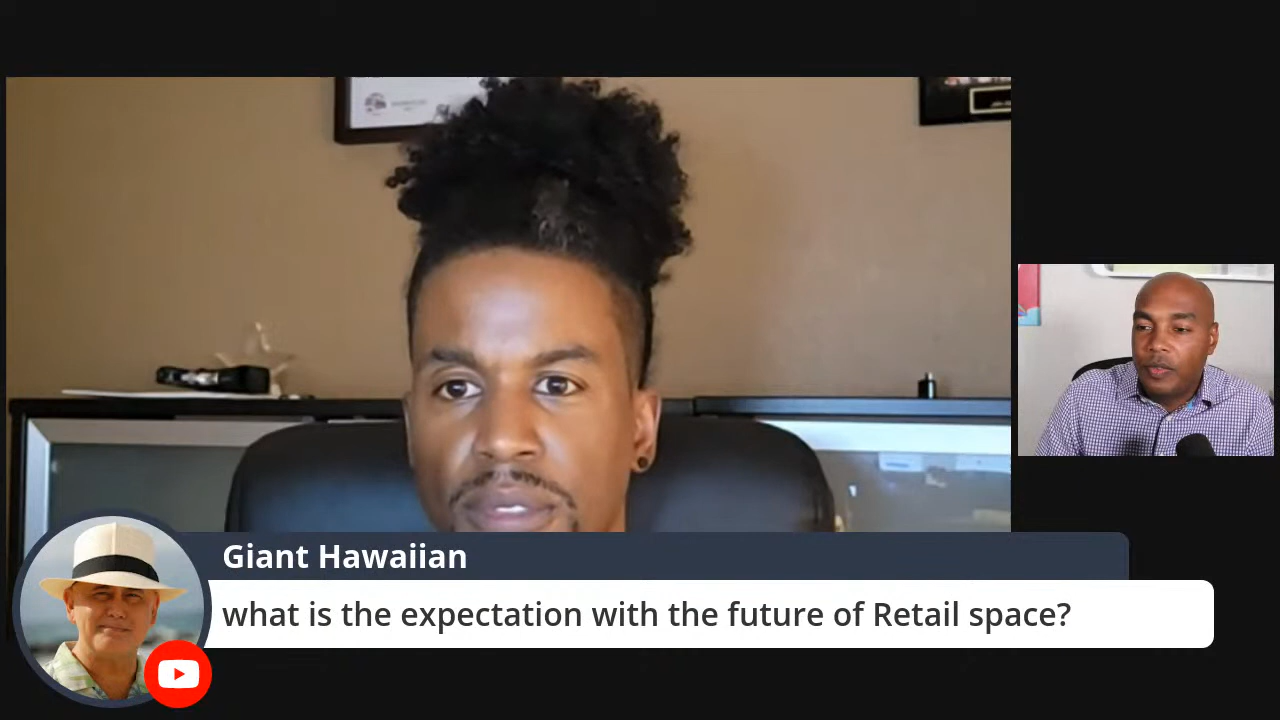 Giant Hawaiian
what is the expectation with the future of Retail space?